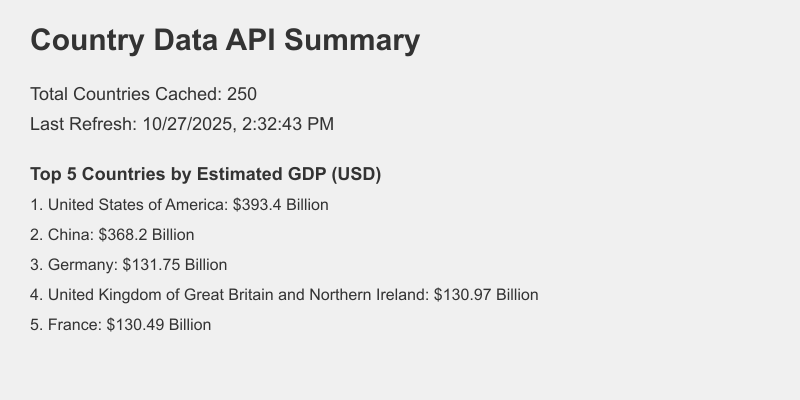 Country Data API Summary
Total Countries Cached: 250
Last Refresh: 10/27/2025, 2:32:43 PM
Top 5 Countries by Estimated GDP (USD)
1. United States of America: $393.4 Billion
2. China: $368.2 Billion
3. Germany: $131.75 Billion
4. United Kingdom of Great Britain and Northern Ireland: $130.97 Billion
5. France: $130.49 Billion